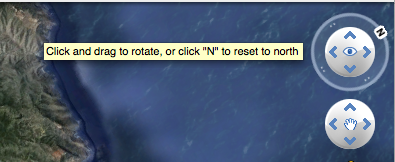 Click and drag to rotate, or click "N" to reset to north
N